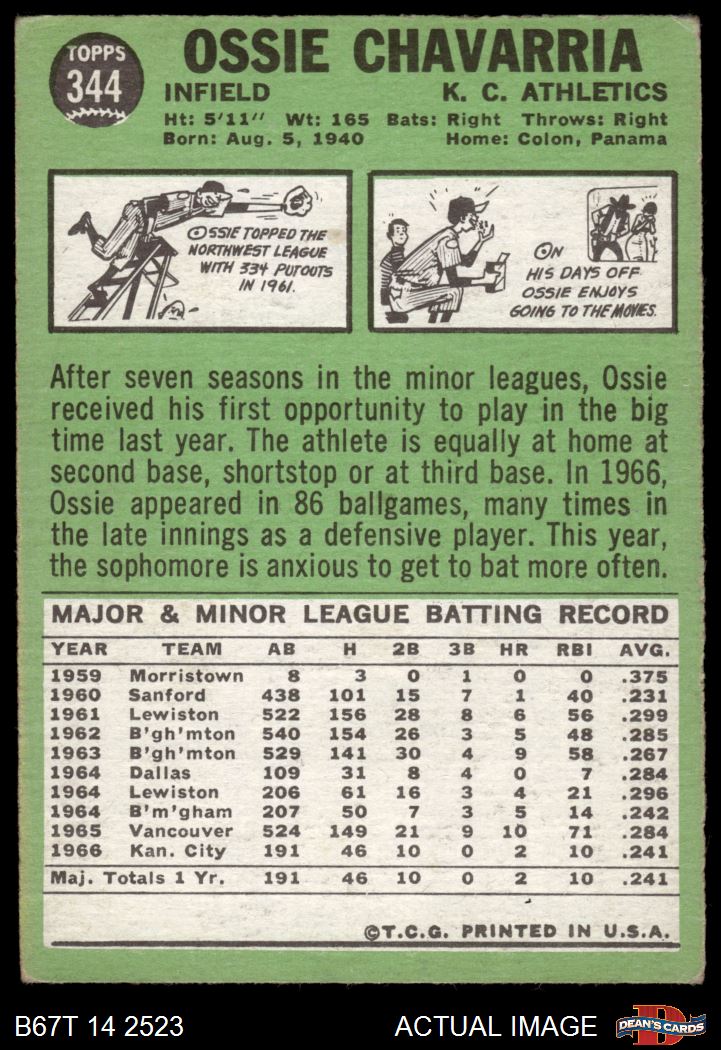 TOPPS
344
OSSIE CHAVARRIA
INFIELD K. C. ATHLETICS
Ht: 5'11" Wt: 165 Bats: Right Throws: Right
Born: Aug. 5, 1940 Home: Colon, Panama
OSSIE TOPPED THE
NORTHWEST LEAGUE
WITH 334 PUTOUTS
IN 1961.
ON
HIS DAYS OFF
OSSIE ENJOYS
GOING TO THE MOVIES.
After seven seasons in the minor leagues, Ossie
received his first opportunity to play in the big
time last year. The athlete is equally at home at
second base, shortstop or at third base. In 1966,
Ossie appeared in 86 ballgames, many times in
the late innings as a defensive player. This year,
the sophomore is anxious to get to bat more often.
MAJOR & MINOR LEAGUE BATTING RECORD
YEAR TEAM AB H 2B 3B HR RBI AVG.
1959 Morristown 8 3 0 1 0 0 .375
1960 Sanford 438 101 15 7 1 40 .231
1961 Lewiston 522 156 28 8 6 56 .299
1962 B'gh'mton 540 154 26 3 5 48 .285
1963 B'gh'mton 529 141 30 4 9 58 .267
1964 Dallas 109 31 8 4 0 7 .284
1964 Lewiston 206 61 16 3 4 21 .296
1964 B'm'gham 207 50 7 3 5 14 .242
1965 Vancouver 524 149 21 9 10 71 .284
1966 Kan. City 191 46 10 0 2 10 .241
Maj. Totals 1 Yr. 191 46 10 0 2 10 .241
©T.C.G. PRINTED IN U.S.A.
B67T 14 2523 ACTUAL IMAGE DEAN'S CARDS